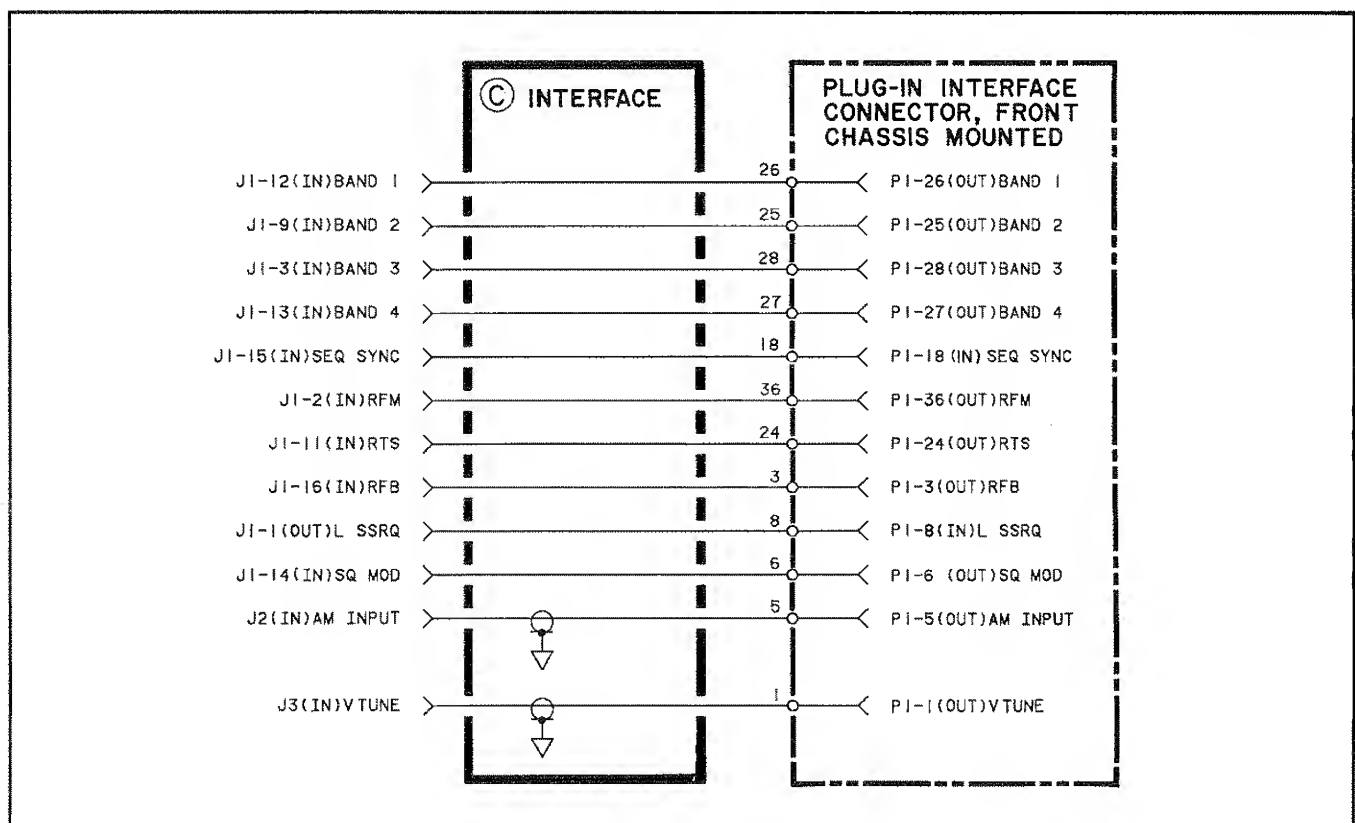 C INTERFACE
PLUG-IN INTERFACE
CONNECTOR, FRONT
CHASSIS MOUNTED
J1-12(IN)BAND 1 26 P1-26(OUT)BAND 1
J1-9(IN)BAND 2 25 P1-25(OUT)BAND 2
J1-3(IN)BAND 3 28 P1-28(OUT)BAND 3
J1-13(IN)BAND 4 27 P1-27(OUT)BAND 4
J1-15(IN)SEQ SYNC 18 P1-18(IN)SEQ SYNC
J1-2(IN)RFM 36 P1-36(OUT)RFM
J1-11(IN)RTS 24 P1-24(OUT)RTS
J1-16(IN)RFB 3 P1-3(OUT)RFB
J1-1(OUT)L SSRQ 8 P1-8(IN)L SSRQ
J1-14(IN)SQ MOD 6 P1-6 (OUT)SQ MOD
J2(IN)AM INPUT 5 P1-5(OUT)AM INPUT
J3(IN)VTUNE 1 P1-1(OUT)VTUNE